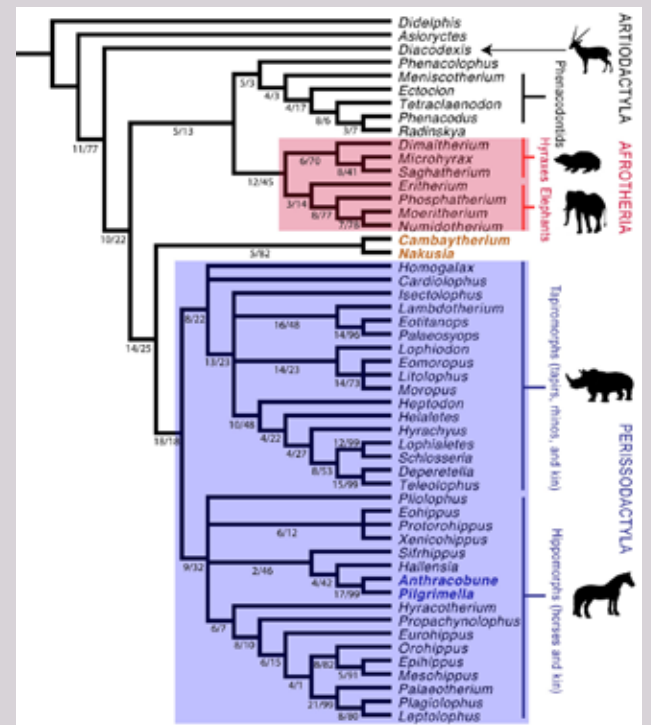 Didelphis
Asioryctes
Diacodexis
Phenacolophus
Meniscotherium
Ectocion
Tetraclaenodon
Phenacodus
Radinskya
Dimaitherium
Microhyrax
Saghatherium
Eritherium
Phosphatherium
Moeritherium
Numidotherium
Cambaytherium
Nakusia
Homogalax
Cardiolophus
Isectolophus
Lambdotherium
Eotitanops
Palaeosyops
Lophiodon
Eomoropus
Litolophus
Moropus
Heptodon
Helaletes
Hyrachyus
Lophialetes
Schlosseria
Deperetella
Teleolophus
Pliolophus
Eohippus
Protorohippus
Xenicohippus
Sifrhippus
Hallensia
Anthracobune
Pilgrimella
Hyracotherium
Propachynolophus
Eurohippus
Orohippus
Epihippus
Mesohippus
Palaeotherium
Plagiolophus
Leptolophus
5/3
4/3
4/17
8/6
3/7
5/13
11/77
6/70
8/41
12/45
3/14
8/77
7/78
10/22
5/82
14/25
8/22
16/48
14/96
13/23
14/23
14/73
10/48
4/22
4/27
12/99
8/53
15/99
18/18
6/12
9/32
2/46
4/42
17/99
6/7
8/10
6/15
8/82
5/91
4/1
21/99
8/80
ARTIODACTYLA
Phenacodontids
AFROTHERIA
Hyraxes
Elephants
PERISSODACTYLA
Tapiromorphs (tapirs, rhinos, and kin)
Hippomorphs (horses and kin)